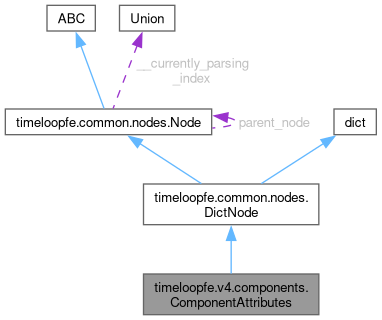 ABC
Union
__currently_parsing
_index
timeloopfe.common.nodes.Node
parent_node
dict
timeloopfe.common.nodes.
DictNode
timeloopfe.v4.components.
ComponentAttributes